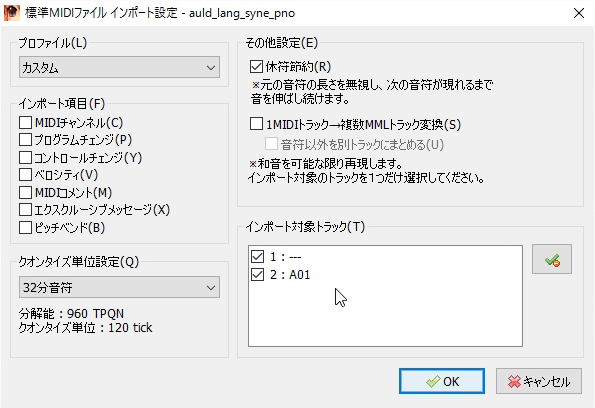 標準MIDIファイル インポート設定 - auld_lang_syne_pno
プロファイル(L)
カスタム
インポート項目(F)
MIDIチャンネル(C)
プログラムチェンジ(P)
コントロールチェンジ(Y)
ベロシティ(V)
MIDIコメント(M)
エクスクルーシブメッセージ(X)
ピッチベンド(B)
クオンタイズ単位設定(Q)
32分音符
分解能：960 TPQN
クオンタイズ単位：120 tick
その他設定(E)
休符節約(R)
※元の音符の長さを無視し、次の音符が現れるまで
音を伸ばし続けます。
1MIDIトラック→複数MMLトラック変換(S)
音符以外を別トラックにまとめる(U)
※和音を可能な限り再現します。
インポート対象のトラックを1つだけ選択してください。
インポート対象トラック(T)
1：---
2：A01
OK
キャンセル